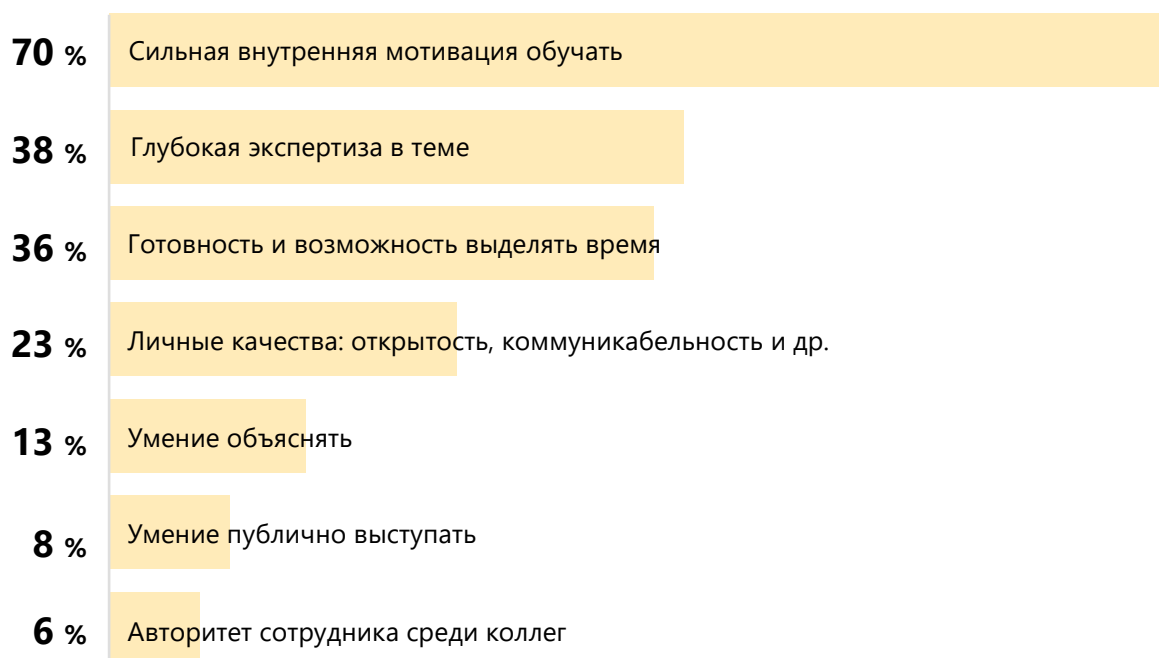 70 % Сильная внутренняя мотивация обучать
38 % Глубокая экспертиза в теме
36 % Готовность и возможность выделять время
23 % Личные качества: открытость, коммуникабельность и др.
13 % Умение объяснять
8 % Умение публично выступать
6 % Авторитет сотрудника среди коллег